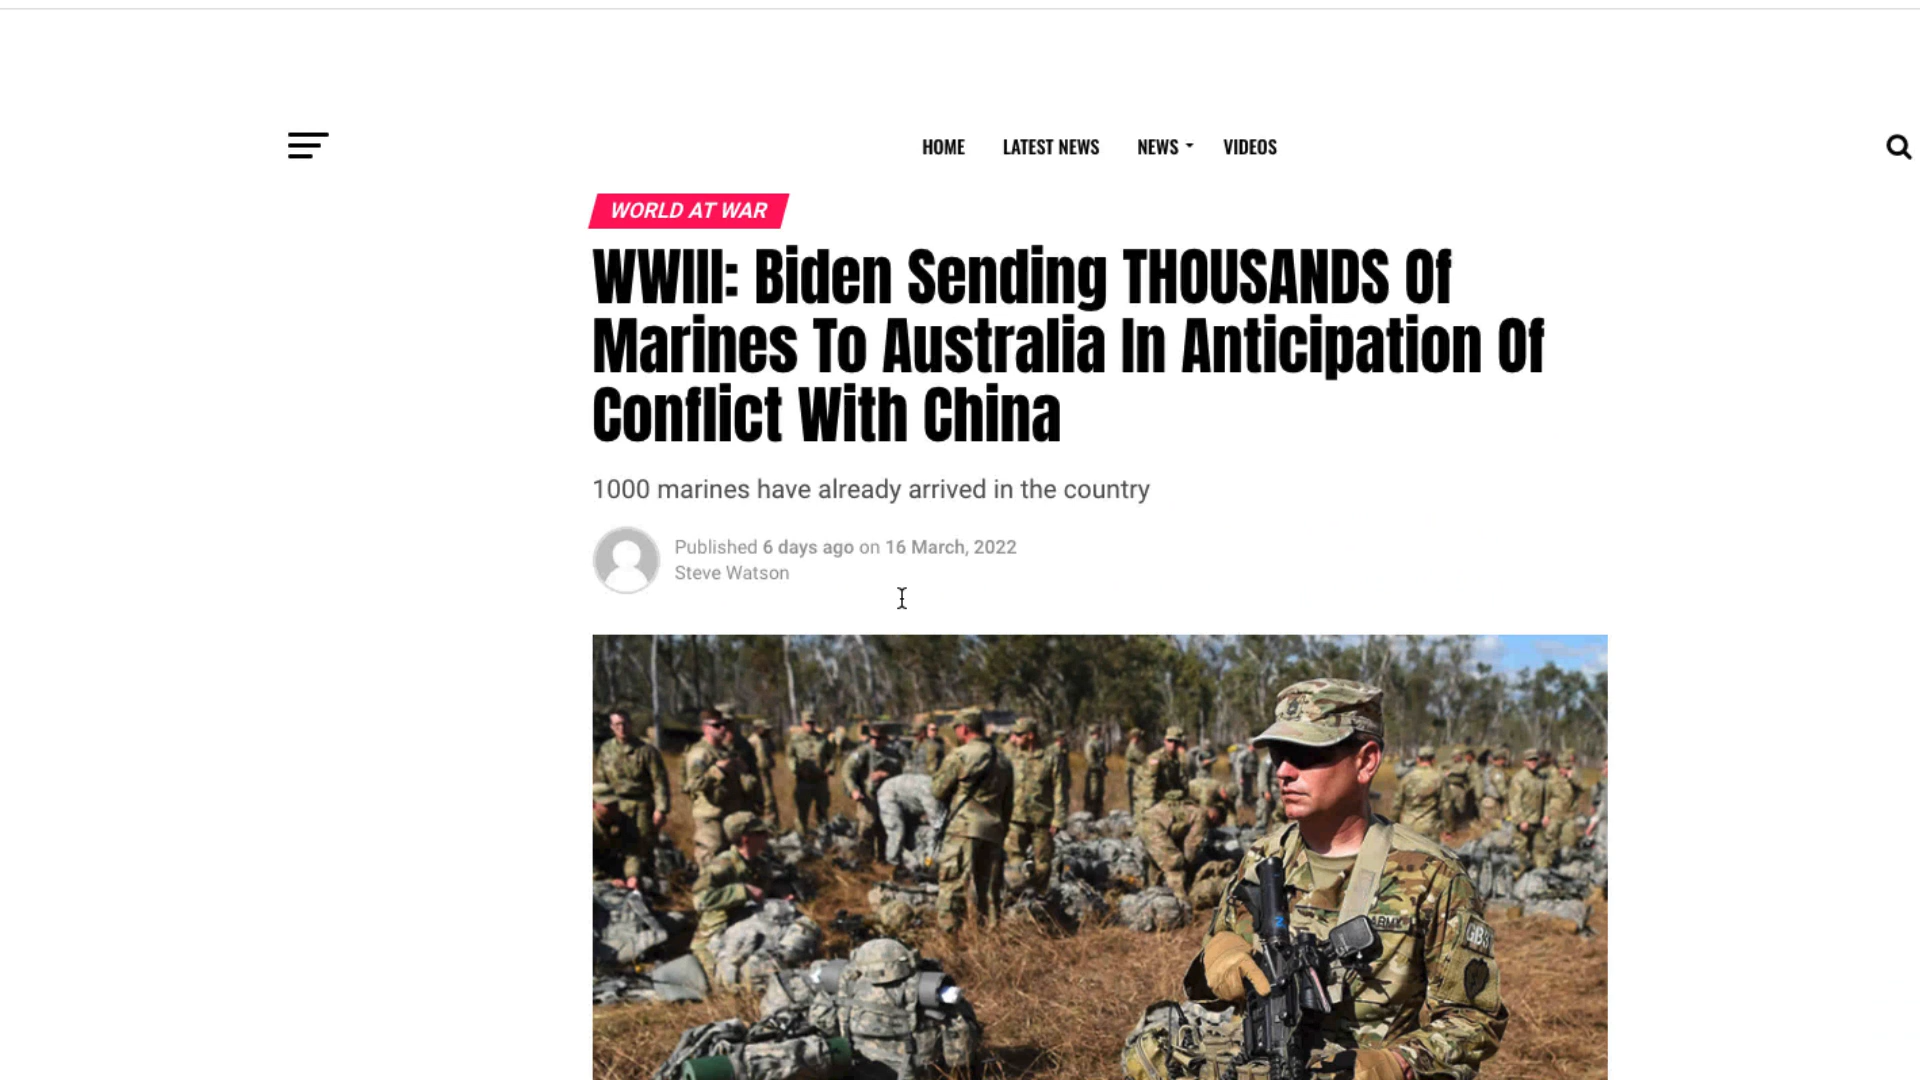 HOME LATEST NEWS NEWS VIDEOS
WORLD AT WAR
WWIII: Biden Sending THOUSANDS Of
Marines To Australia In Anticipation Of
Conflict With China
1000 marines have already arrived in the country
Published 6 days ago on 16 March, 2022
Steve Watson
ARMY